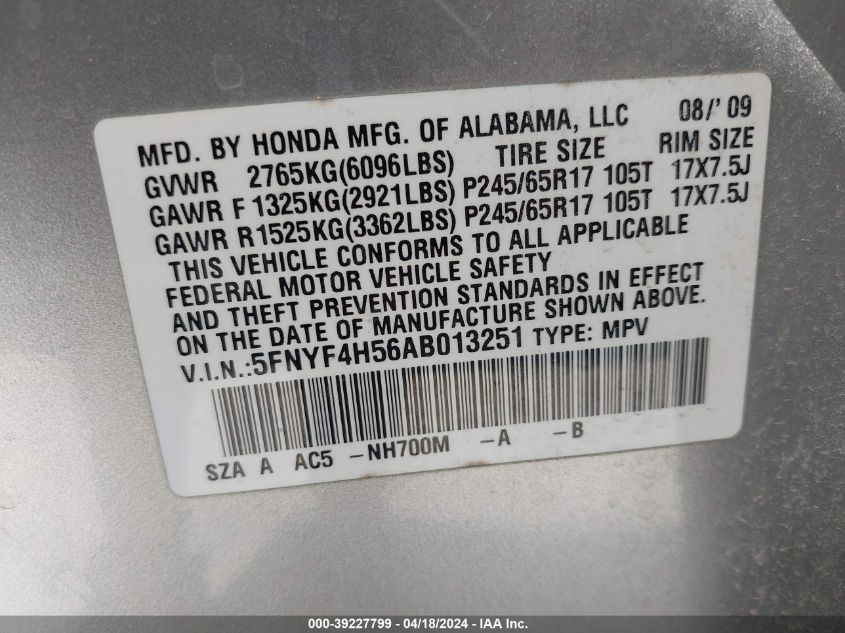 MFD. BY HONDA MFG. OF ALABAMA, LLC 08/'09
GVWR 2765KG(6096LBS) TIRE SIZE RIM SIZE
GAWR F 1325KG(2921LBS) P245/65R17 105T 17X7.5J
GAWR R1525KG(3362LBS) P245/65R17 105T 17X7.5J
THIS VEHICLE CONFORMS TO ALL APPLICABLE
FEDERAL MOTOR VEHICLE SAFETY
AND THEFT PREVENTION STANDARDS IN EFFECT
ON THE DATE OF MANUFACTURE SHOWN ABOVE.
V.I.N.:5FNYF4H56AB013251 TYPE: MPV
SZA A AC5 -NH700M -A -B
000-39227799 - 04/18/2024 - IAA Inc.